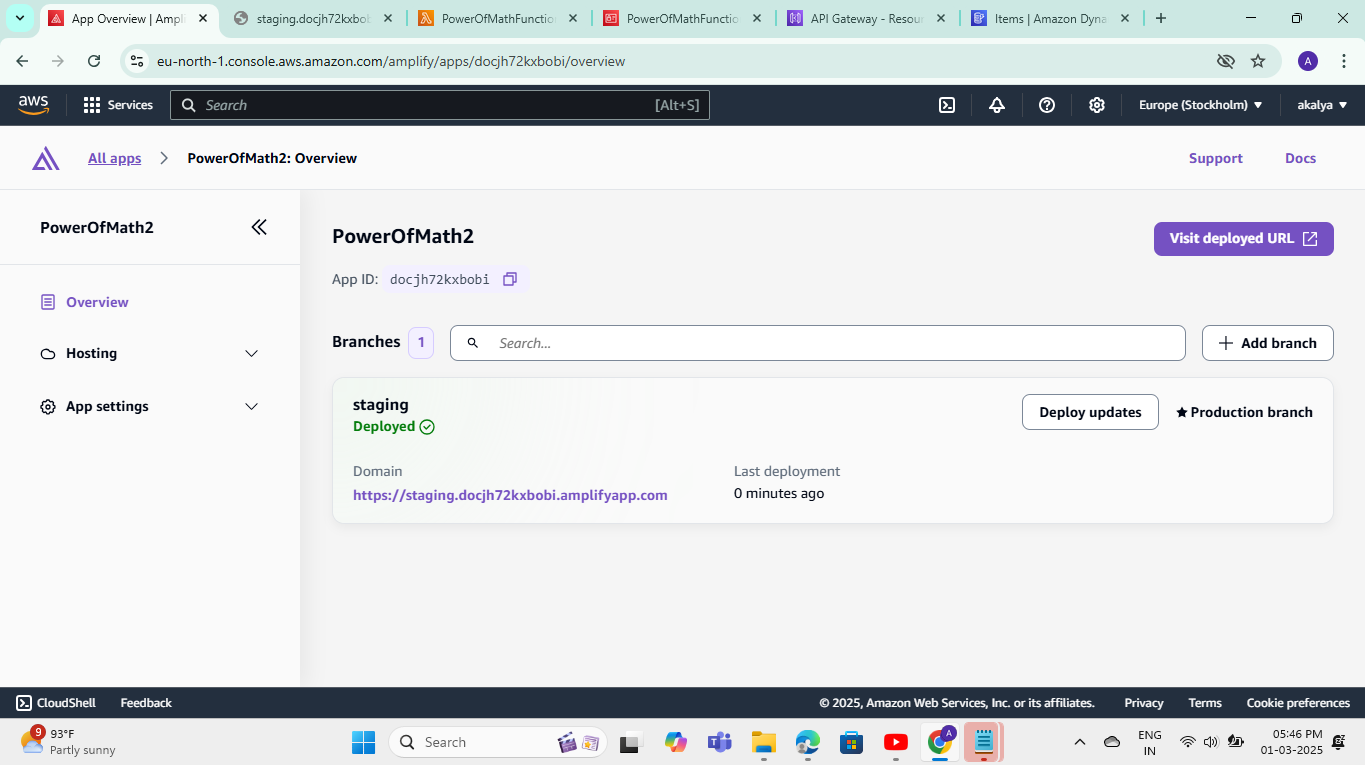 App Overview | Ampli
staging.docjh72kxbob
PowerOfMathFunctio
PowerOfMathFunctio
API Gateway - Resour
Items | Amazon Dyna
eu-north-1.console.aws.amazon.com/amplify/apps/docjh72kxbobi/overview
A
aws
Services
Search
[Alt+S]
Europe (Stockholm)
akalya
All apps
PowerOfMath2: Overview
Support
Docs
PowerOfMath2
Overview
Hosting
App settings
PowerOfMath2
Visit deployed URL
App ID: docjh72kxbobi
Branches 1
Search...
Add branch
staging
Deployed
Deploy updates
Production branch
Domain
https://staging.docjh72kxbobi.amplifyapp.com
Last deployment
0 minutes ago
CloudShell
Feedback
© 2025, Amazon Web Services, Inc. or its affiliates.
Privacy
Terms
Cookie preferences
9
93°F
Partly sunny
Search
A
ENG
IN
05:46 PM
01-03-2025